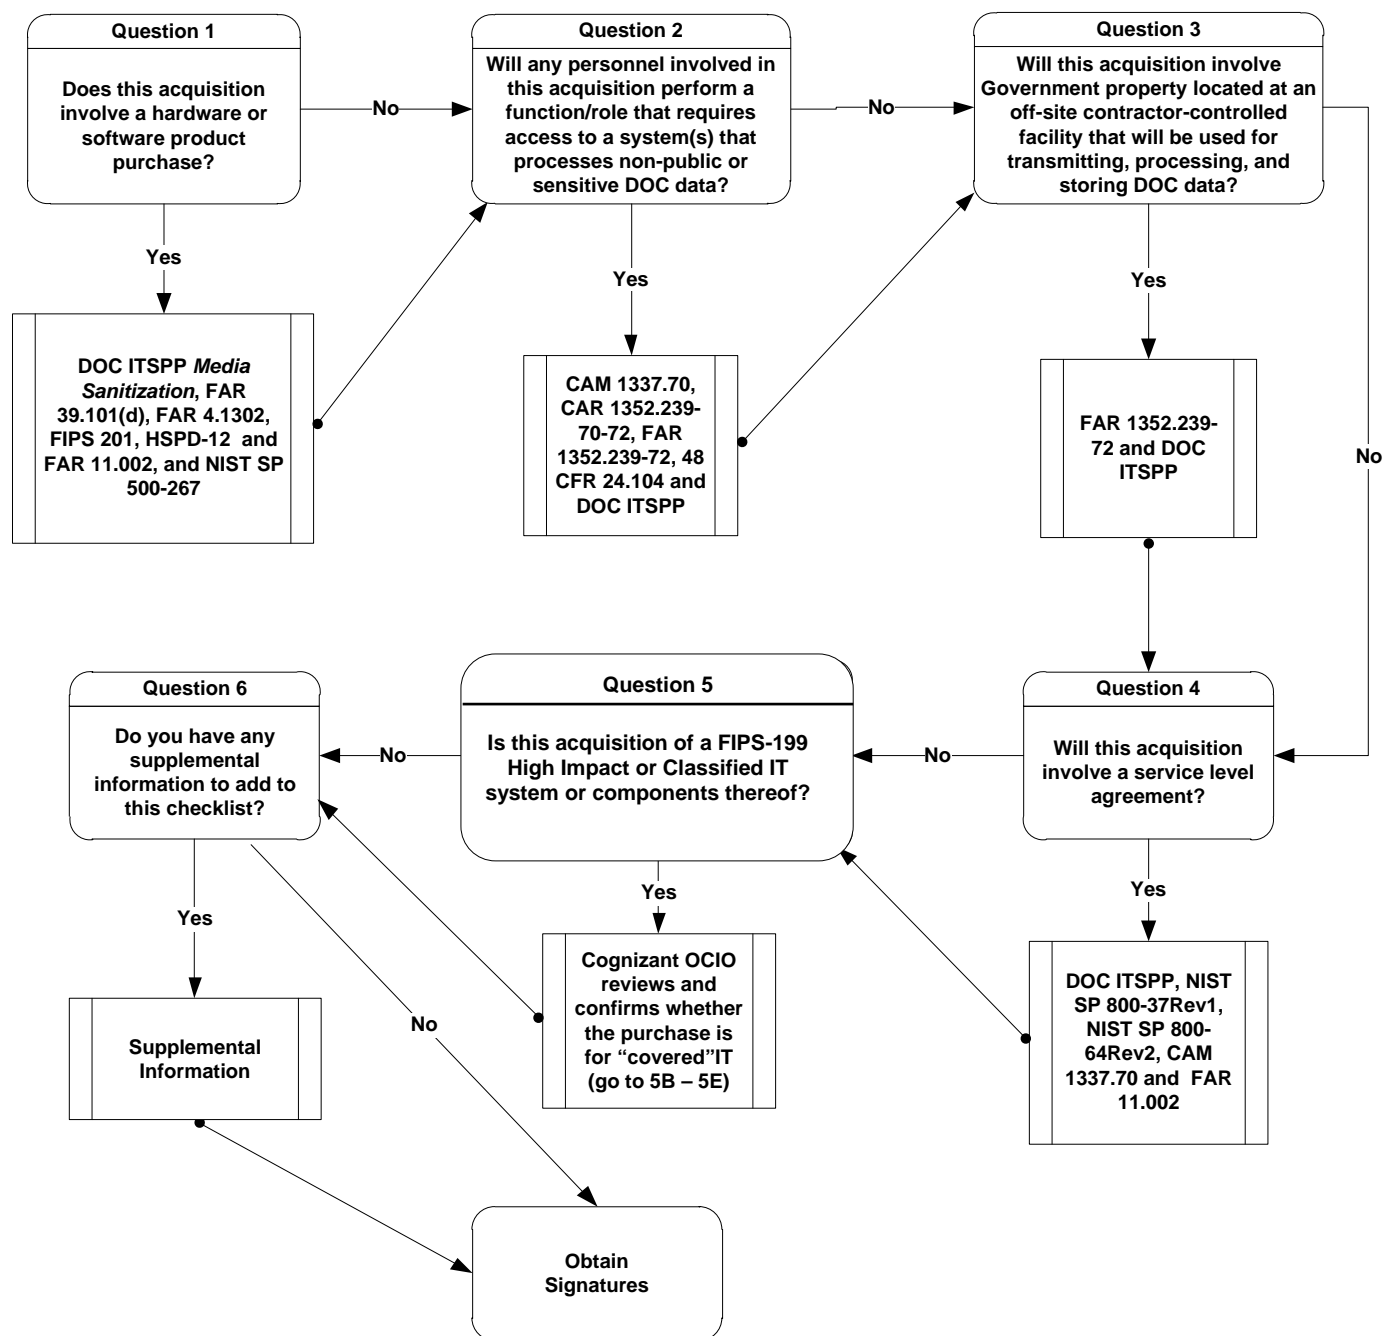 Question 1
Does this acquisition
involve a hardware or
software product
purchase?
No
Question 2
Will any personnel involved in
this acquisition perform a
function/role that requires
access to a system(s) that
processes non-public or
sensitive DOC data?
No
Question 3
Will this acquisition involve
Government property located at an
off-site contractor-controlled
facility that will be used for
transmitting, processing, and
storing DOC data?
Yes
Yes
Yes
No
DOC ITSPP Media
Sanitization, FAR
39.101(d), FAR 4.1302,
FIPS 201, HSPD-12 and
FAR 11.002, and NIST SP
500-267
CAM 1337.70,
CAR 1352.239-
70-72, FAR
1352.239-72, 48
CFR 24.104 and
DOC ITSPP
FAR 1352.239-
72 and DOC
ITSPP
Question 4
Will this acquisition
involve a service level
agreement?
No
Question 5
Is this acquisition of a FIPS-199
High Impact or Classified IT
system or components thereof?
No
Question 6
Do you have any
supplemental
information to add to
this checklist?
Yes
Yes
Yes
DOC ITSPP, NIST
SP 800-37Rev1,
NIST SP 800-
64Rev2, CAM
1337.70 and FAR
11.002
Cognizant OCIO
reviews and
confirms whether
the purchase is
for “covered”IT
(go to 5B – 5E)
No
Supplemental
Information
Obtain
Signatures